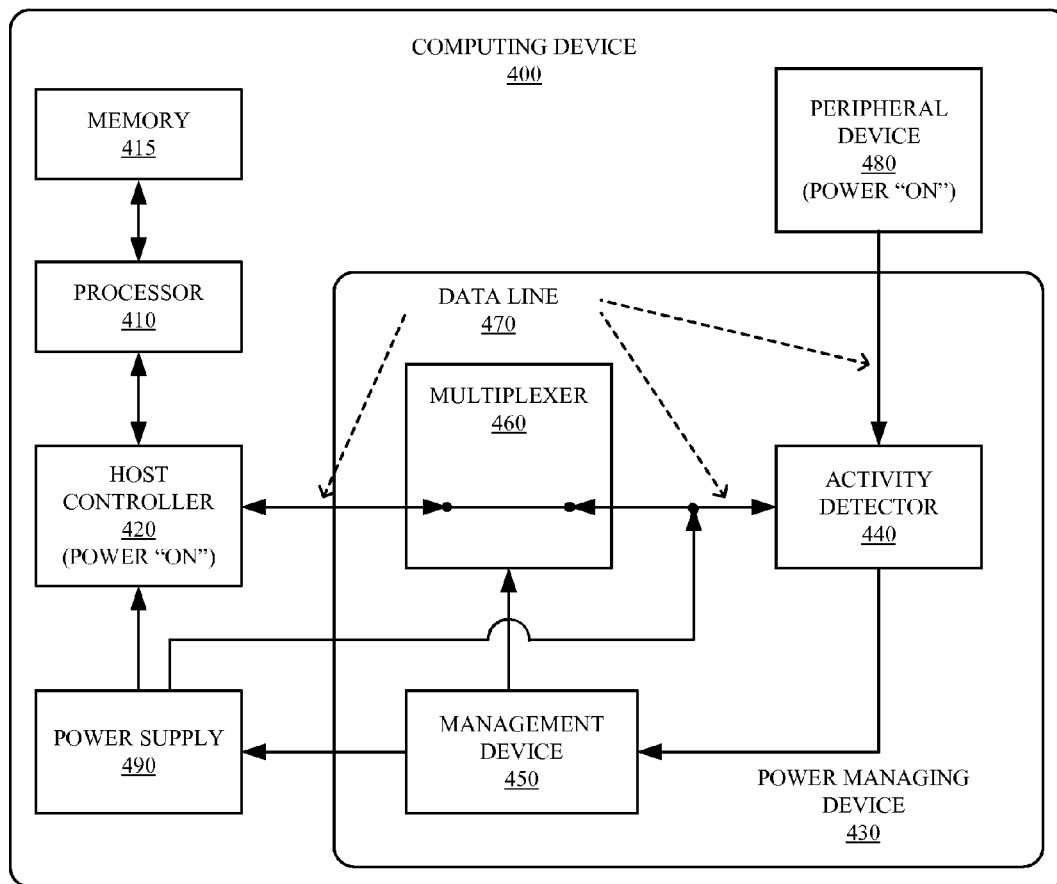 COMPUTING DEVICE
400
MEMORY
415
PERIPHERAL
DEVICE
480
(POWER “ON”)
PROCESSOR
410
DATA LINE
470
MULTIPLEXER
460
HOST
CONTROLLER
420
(POWER “ON”)
ACTIVITY
DETECTOR
440
POWER SUPPLY
490
MANAGEMENT
DEVICE
450
POWER MANAGING
DEVICE
430